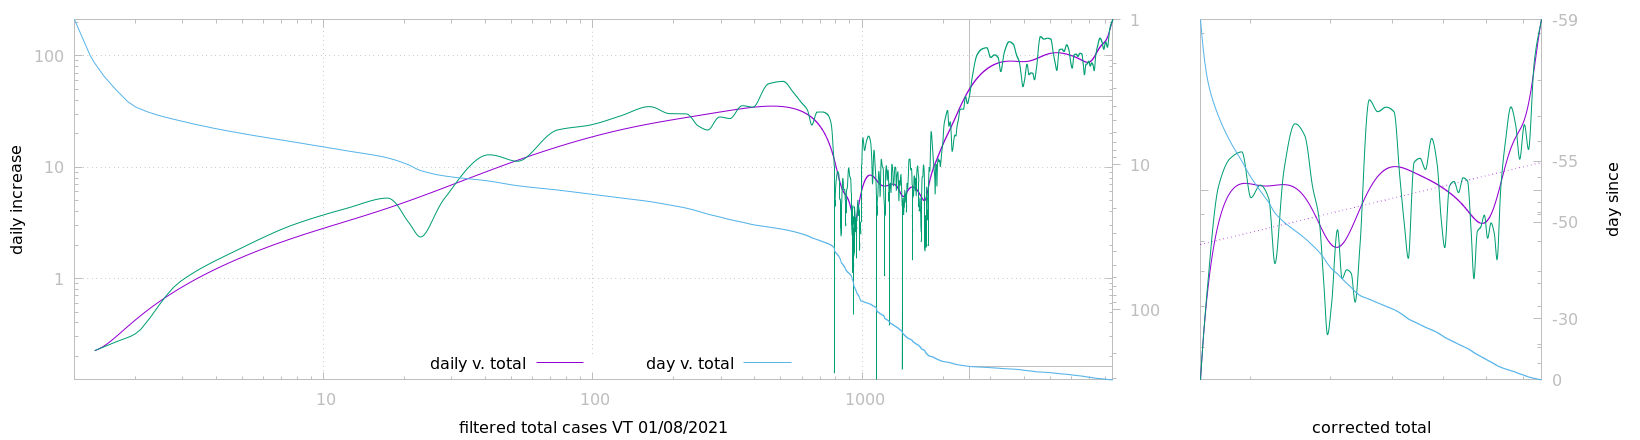 daily increase
100
10
1
daily v. total
day v. total
10
100
1000
filtered total cases VT 01/08/2021
1
10
100
-59
-55
-50
-30
0
day since
corrected total